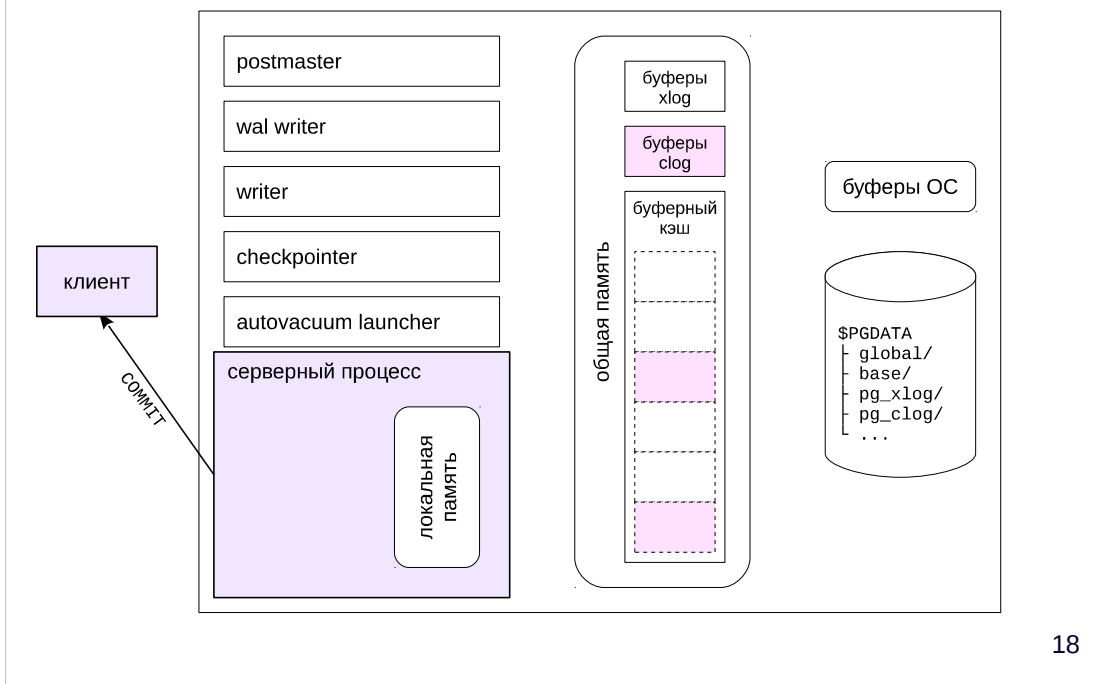 postmaster
wal writer
writer
checkpointer
autovacuum launcher
серверный процесс
локальная
память
клиент
COMMIT
общая память
буферы
xlog
буферы
clog
буферный
кэш
буферы ОС
$PGDATA
├ global/
├ base/
├ pg_xlog/
├ pg_clog/
└ ...
18